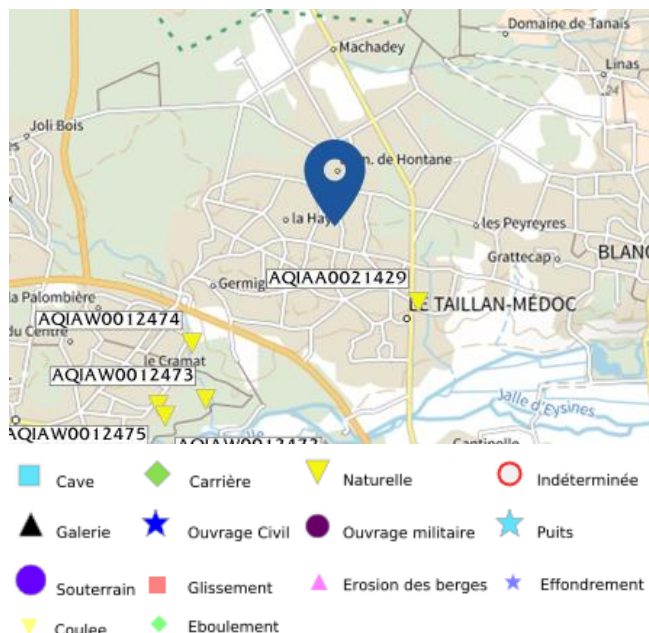 Domaine de Tanais
Machadey
Linas
24
Joli Bois
n. de Hontane
la Hay
les Peyreyres
Grattecap
BLANC
Germig
AQIAA0021429
la Palombière
LE TAILLAN-MÉDOC
AQIAW0012474
du Centre
le Cramat
AQIAW0012473
Jalle d'Eysines
AQIAW0012475
Cantinolle
Cave
Carrière
Naturelle
Indéterminée
Galerie
Ouvrage Civil
Ouvrage militaire
Puits
Souterrain
Glissement
Erosion des berges
Effondrement
Coulee
Eboulement